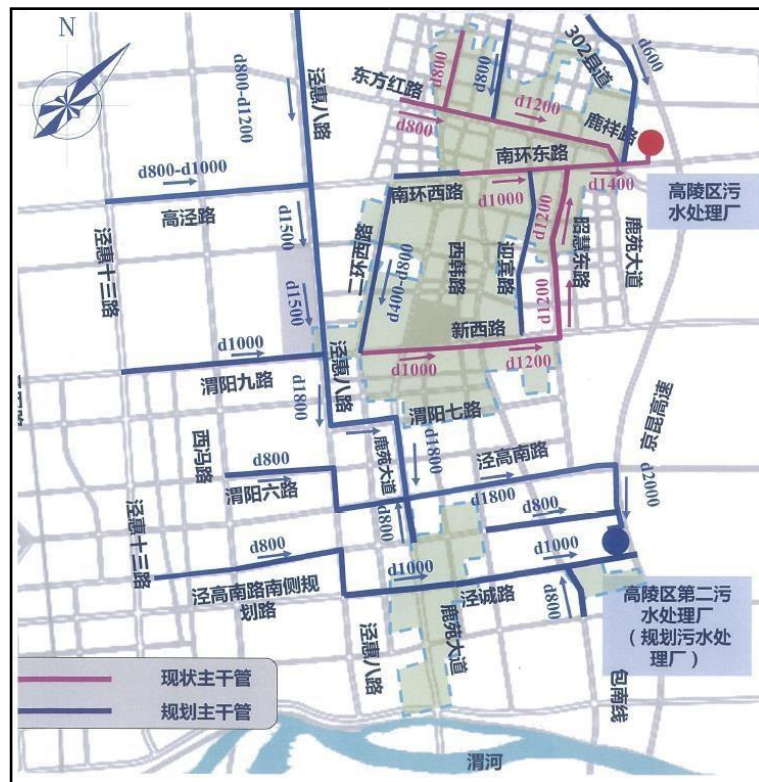 N
d800-d1200
泾惠八路
d800
d800
302县道
d600
东方红路
d800
d1200
鹿祥路
南环东路
d1400
高陵区污
水处理厂
d800-d1000
高泾路
南环西路
d1000
d1200
昭慧东路
鹿苑大道
泾惠十三路
d1500
d1500
二环西路
d400-d800
西韩路
迎宾路
d1200
新西路
d1000
d1200
d1000
渭阳九路
泾惠八路
d1800
渭阳七路
京昆高速
西冯路
d800
渭阳六路
鹿苑大道
d1800
泾高南路
d1800
d2000
d800
d800
泾惠十三路
d800
泾高南路南侧规
划路
d1000
d1000
泾诚路
d800
高陵区第二污
水处理厂
（规划污水处
理厂）
泾惠八路
鹿苑大道
包南线
现状主干管
规划主干管
渭河